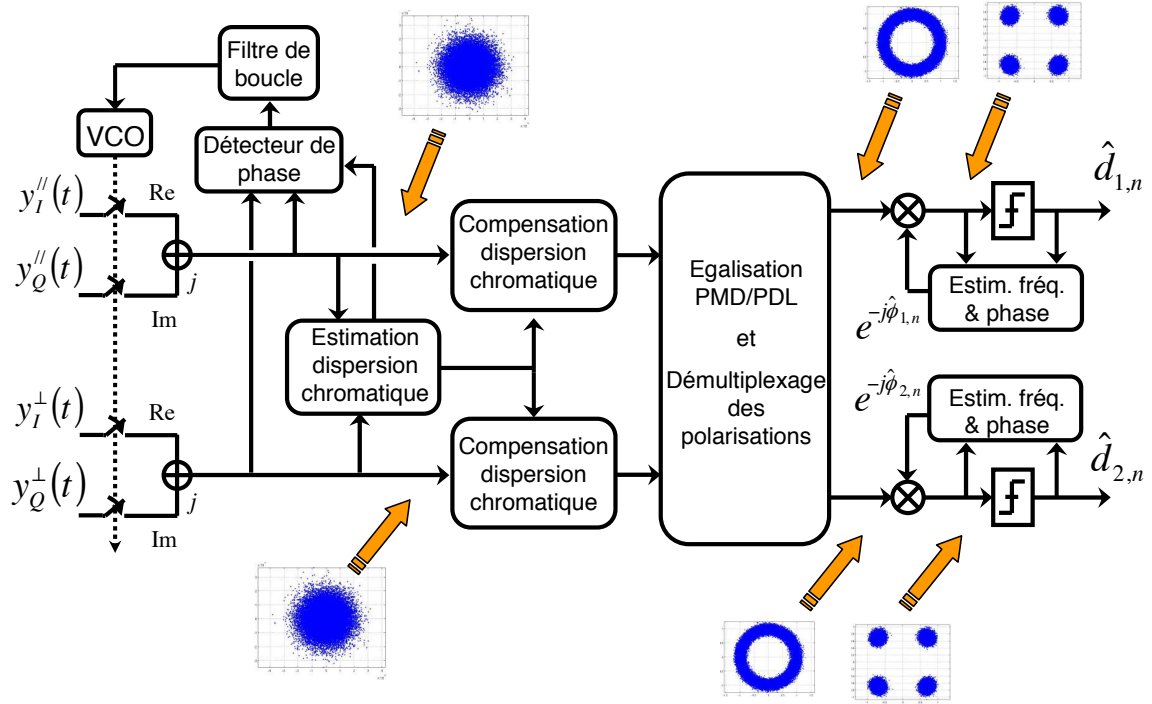 Filtre de
boucle
VCO
Détecteur de
phase
y_I^{//}(t)
Re
y_Q^{//}(t)
j
Im
Compensation
dispersion
chromatique
Estimation
dispersion
chromatique
y_I^⊥(t)
Re
y_Q^⊥(t)
j
Im
Compensation
dispersion
chromatique
Egalisation
PMD/PDL
et
Démultiplexage
des
polarisations
d̂_{1,n}
Estim. fréq.
& phase
e^{-jφ̂_{1,n}}
e^{-jφ̂_{2,n}}
Estim. fréq.
& phase
d̂_{2,n}